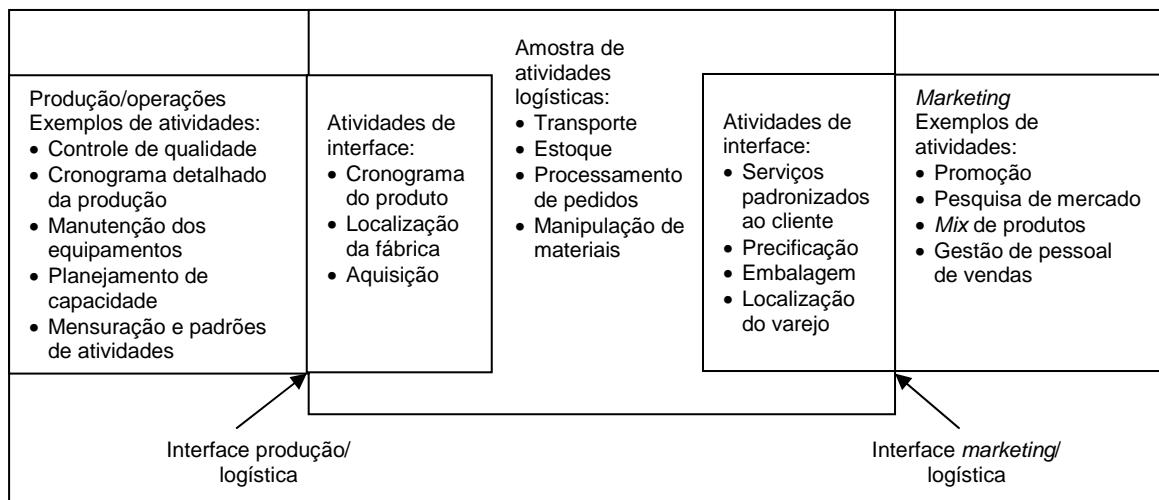 Produção/operações
Exemplos de atividades:
• Controle de qualidade
• Cronograma detalhado
da produção
• Manutenção dos
equipamentos
• Planejamento de
capacidade
• Mensuração e padrões
de atividades
Atividades de
interface:
• Cronograma
do produto
• Localização
da fábrica
• Aquisição
Amostra de
atividades
logísticas:
• Transporte
• Estoque
• Processamento
de pedidos
• Manipulação de
materiais
Atividades de
interface:
• Serviços
padronizados
ao cliente
• Precificação
• Embalagem
• Localização
do varejo
Marketing
Exemplos de
atividades:
• Promoção
• Pesquisa de mercado
• Mix de produtos
• Gestão de pessoal
de vendas
Interface produção/
logística
Interface marketing/
logística